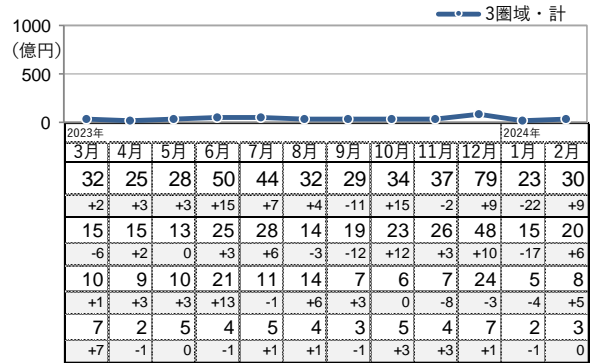 3圏域・計
1000
（億円）
500
0
2023年 2024年
3月 4月 5月 6月 7月 8月 9月 10月 11月 12月 1月 2月
32 25 28 50 44 32 29 34 37 79 23 30
+2 +3 +3 +15 +7 +4 -11 +15 -2 +9 -22 +9
15 15 13 25 28 14 19 23 26 48 15 20
-6 +2 0 +3 +6 -3 -12 +12 +3 +10 -17 +6
10 9 10 21 11 14 7 6 7 24 5 8
+1 +3 +3 +13 -1 +6 +3 0 -8 -3 -4 +5
7 2 5 4 5 4 3 5 4 7 2 3
+7 -1 0 -1 +1 +1 -1 +3 +3 +1 -1 0